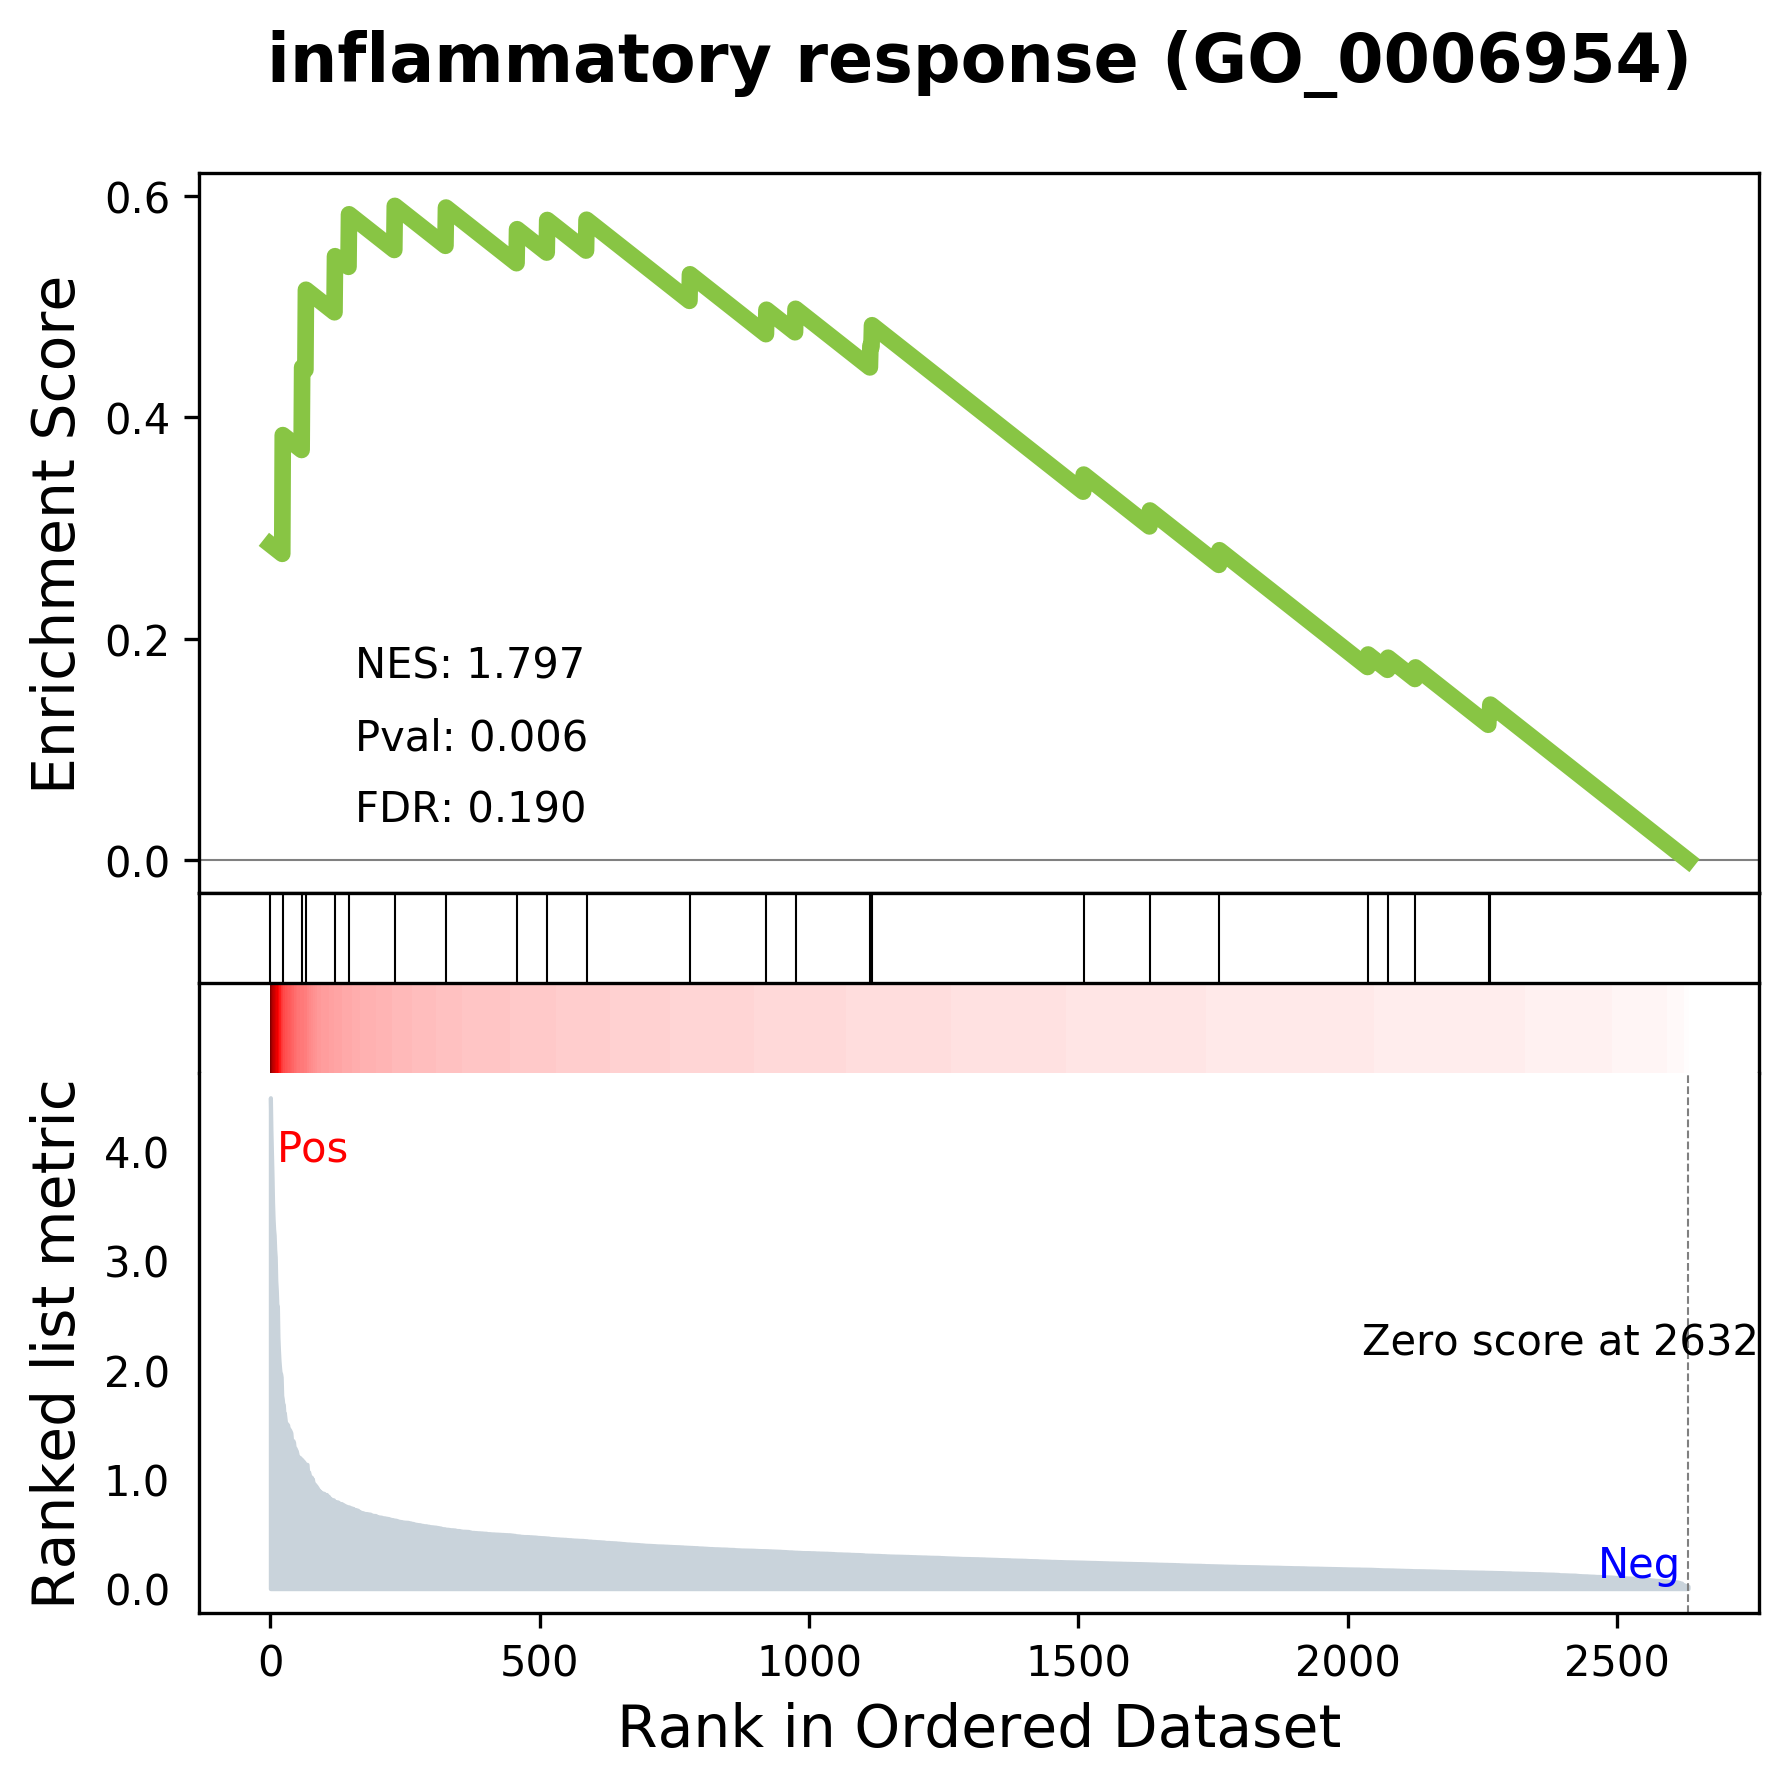 inflammatory response (GO_0006954)
Enrichment Score
0.6
0.4
0.2
0.0
NES: 1.797
Pval: 0.006
FDR: 0.190
Ranked list metric
4.0
3.0
2.0
1.0
0.0
Pos
Zero score at 2632
Neg
0 500 1000 1500 2000 2500
Rank in Ordered Dataset